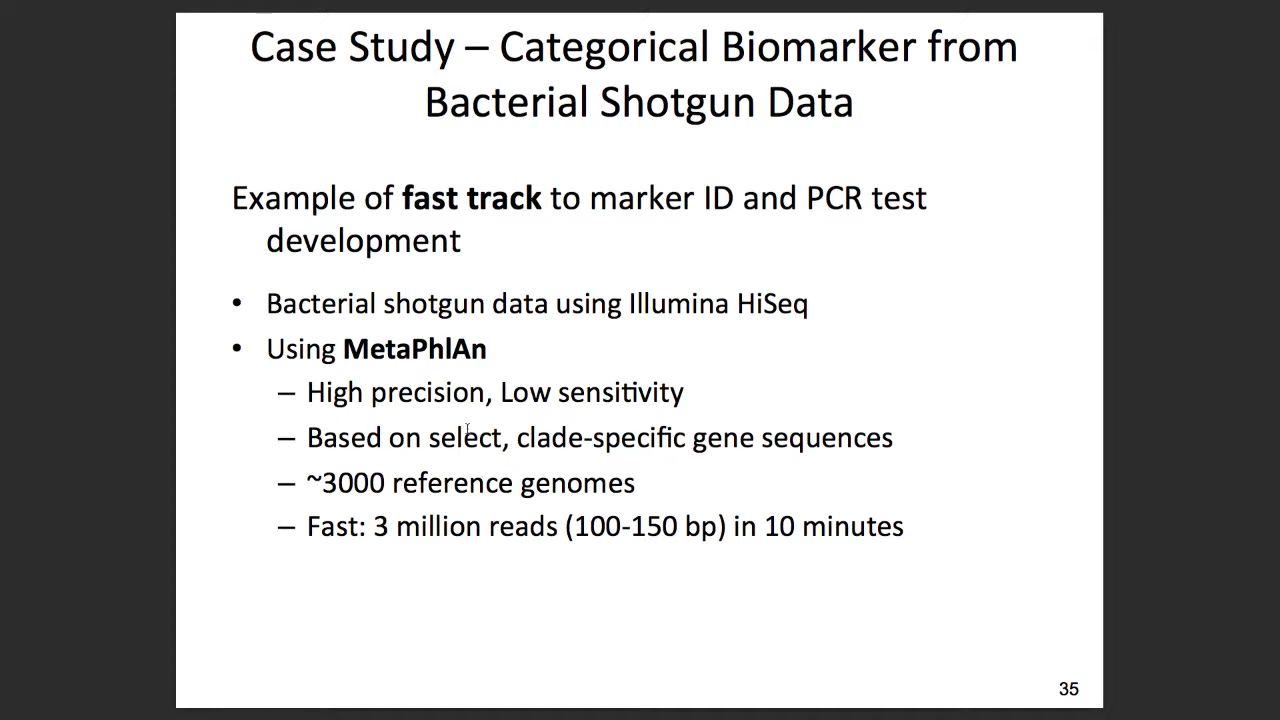 Case Study – Categorical Biomarker from
Bacterial Shotgun Data
Example of fast track to marker ID and PCR test
development
• Bacterial shotgun data using Illumina HiSeq
• Using MetaPhlAn
– High precision, Low sensitivity
– Based on select, clade-specific gene sequences
– ~3000 reference genomes
– Fast: 3 million reads (100-150 bp) in 10 minutes
35